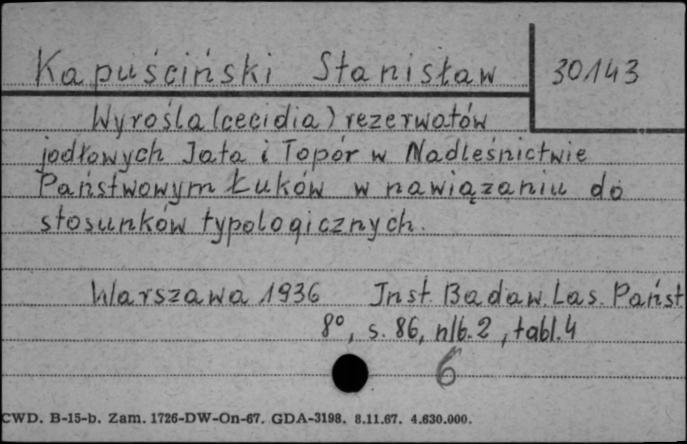 Kapuściński Stanisław 30143
Wyrośla (cecidia) rezerwatów
jodłowych Jata i Topór w Nadleśnictwie
Państwowym Łuków w nawiązaniu do
stosunków typologicznych.
Warszawa 1936 Inst. Badaw. Las. Państ
8°, s. 86, nlb. 2, tabl. 4
6
CWD. B-15-b. Zam. 1726-DW-On-67. GDA-3198. 8.11.67. 4.630.000.